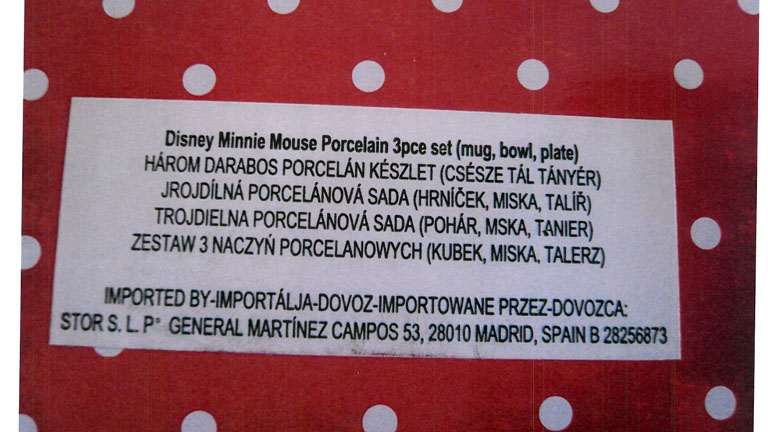 Disney Minnie Mouse Porcelain 3pce set (mug, bowl, plate)
HÁROM DARABOS PORCELÁN KÉSZLET (CSÉSZE TÁL TÁNYÉR)
JROJDÍLNÁ PORCELÁNOVÁ SADA (HRNÍČEK, MISKA, TALÍŘ)
TROJDIELNA PORCELÁNOVÁ SADA (POHÁR, MSKA, TANIER)
ZESTAW 3 NACZYŃ PORCELANOWYCH (KUBEK, MISKA, TALERZ)
IMPORTED BY-IMPORTÁLJA-DOVOZ-IMPORTOWANE PRZEZ-DOVOZCA:
STOR S. L. Pº GENERAL MARTÍNEZ CAMPOS 53, 28010 MADRID, SPAIN B 28256873